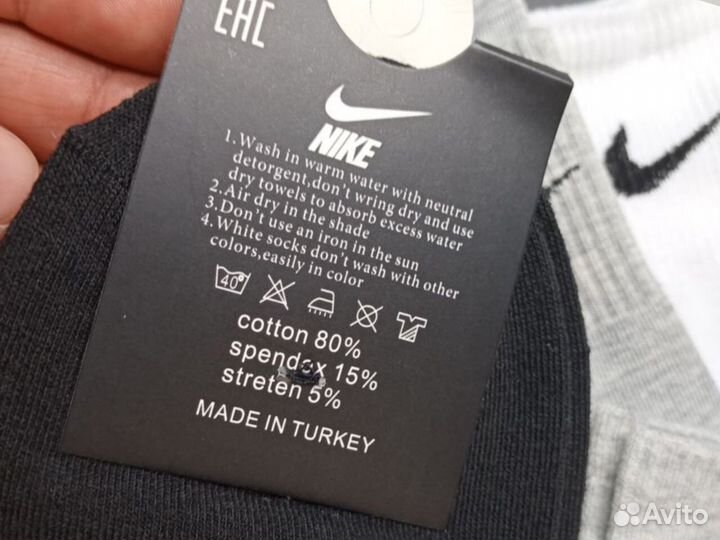 EAC
NIKE
1.Wash in warm water with neutral
detorgent,don't wring dry and use
dry towels to absorb excess water
2.Air dry in the shade
3.Don't use an iron in the sun
4.White socks don't wash with other
colors,easily in color
40°
cotton 80%
spendex 15%
streten 5%
MADE IN TURKEY
Avito